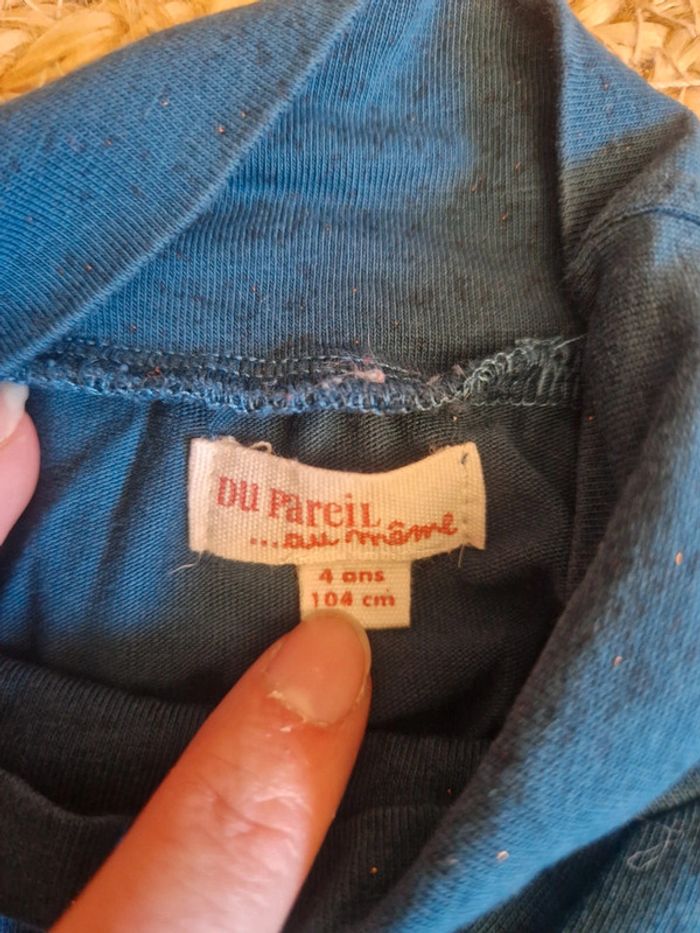 DU PAREIL
...au même
4 ans
104 cm